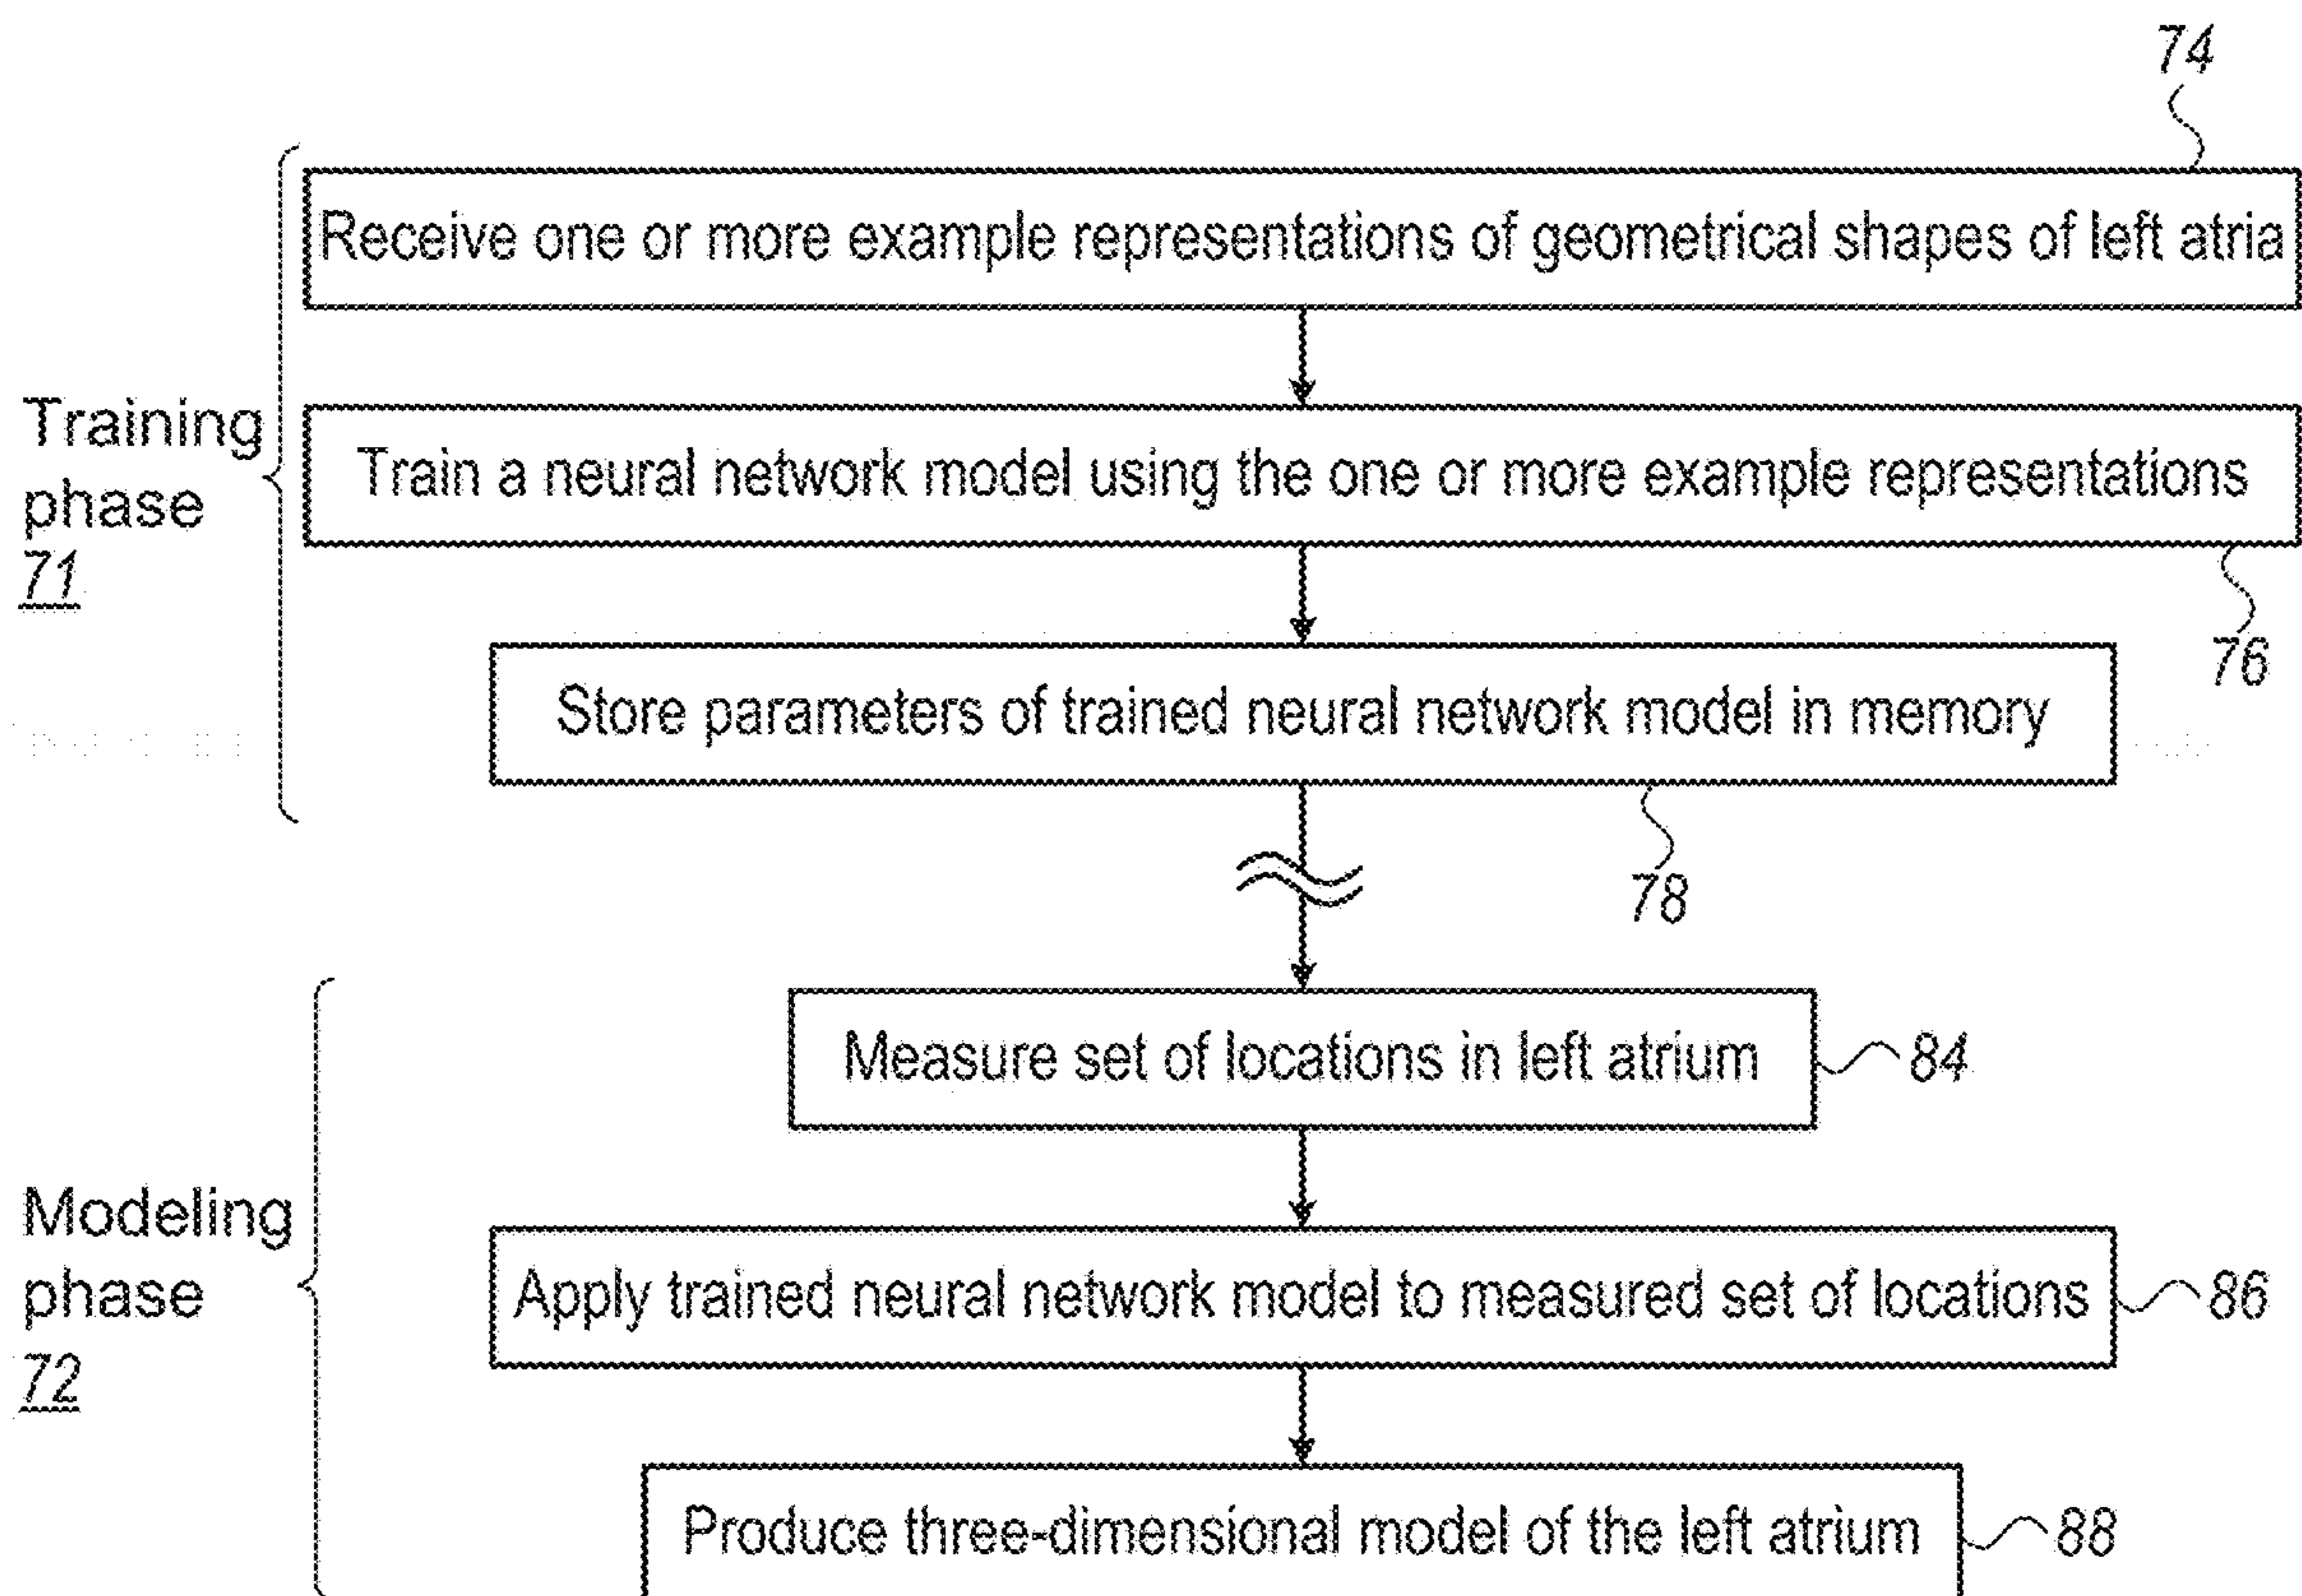 74
Receive one or more example representations of geometrical shapes of left atria
Training
phase
71
Train a neural network model using the one or more example representations
76
Store parameters of trained neural network model in memory
78
Measure set of locations in left atrium
84
Modeling
phase
72
Apply trained neural network model to measured set of locations
86
Produce three-dimensional model of the left atrium
88